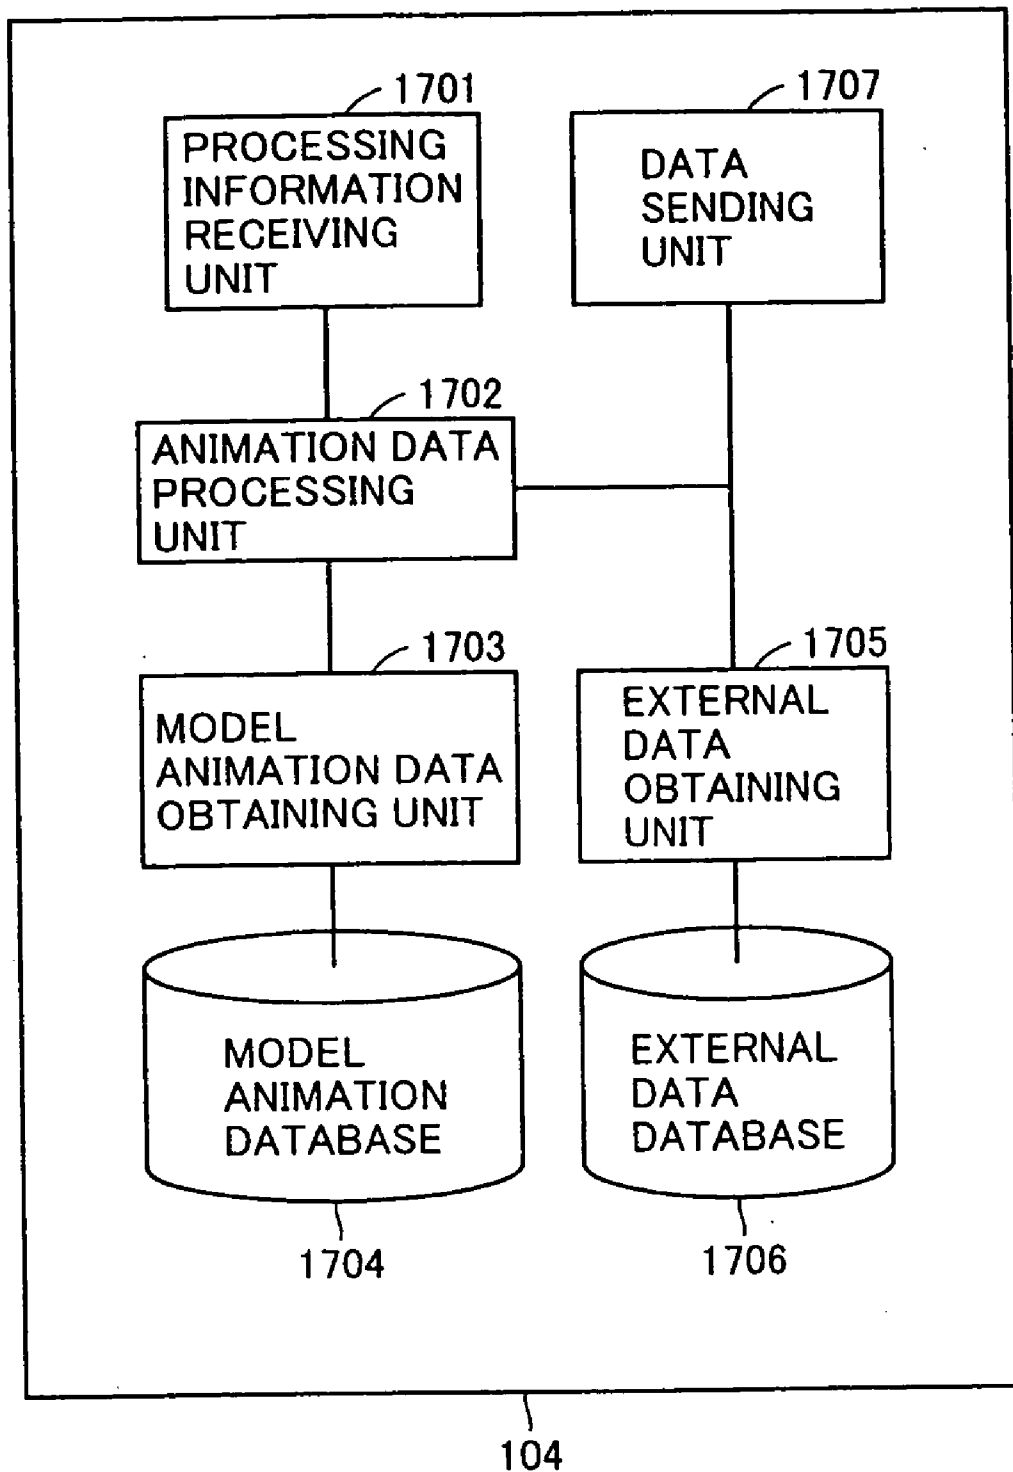 1701
PROCESSING
INFORMATION
RECEIVING
UNIT
1707
DATA
SENDING
UNIT
1702
ANIMATION DATA
PROCESSING
UNIT
1703
MODEL
ANIMATION DATA
OBTAINING UNIT
1705
EXTERNAL
DATA
OBTAINING
UNIT
MODEL
ANIMATION
DATABASE
1704
EXTERNAL
DATA
DATABASE
1706
104